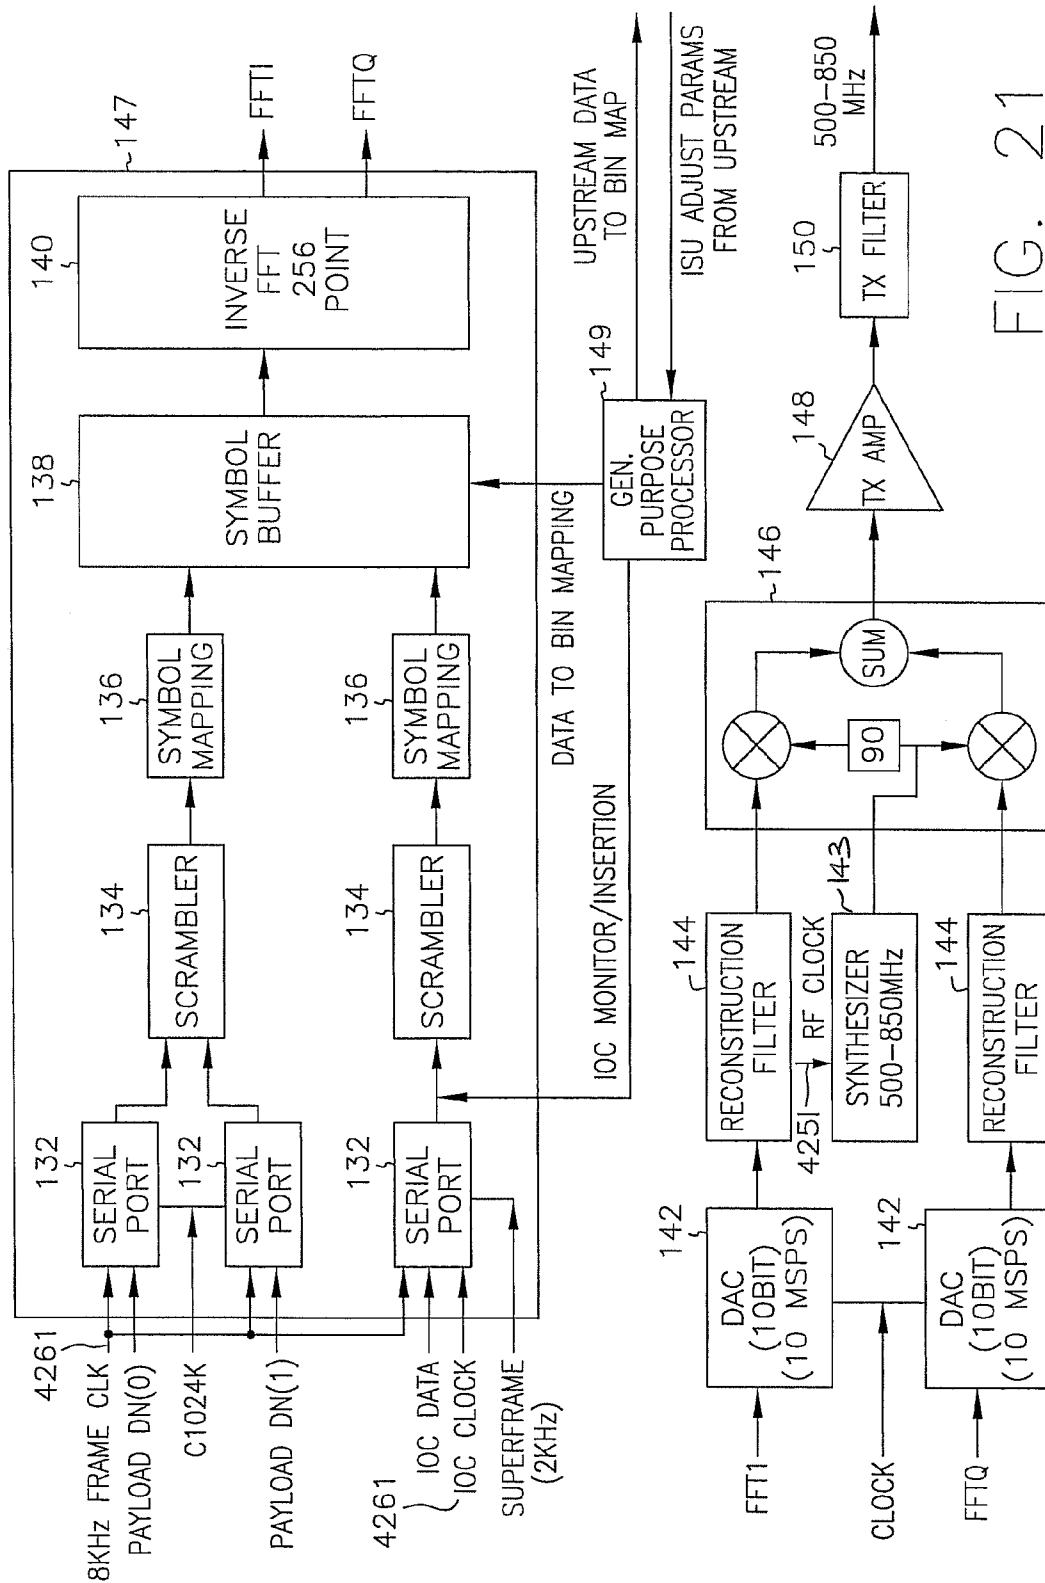 147
FFTI
FFTQ
140
INVERSE
FFT
256
POINT
138
SYMBOL
BUFFER
136
SYMBOL
MAPPING
136
SYMBOL
MAPPING
134
SCRAMBLER
134
SCRAMBLER
132
SERIAL
PORT
132
SERIAL
PORT
132
SERIAL
PORT
4261
8KHz FRAME CLK
PAYLOAD DN(0)
C1024K
PAYLOAD DN(1)
4261
IOC DATA
IOC CLOCK
SUPERFRAME
(2KHz)
DATA TO BIN MAPPING
IOC MONITOR/INSERTION
149
GEN.
PURPOSE
PROCESSOR
UPSTREAM DATA
TO BIN MAP
ISU ADJUST PARAMS
FROM UPSTREAM
FFT1
CLOCK
FFTQ
142
DAC
(10BIT)
(10 MSPS)
142
DAC
(10BIT)
(10 MSPS)
144
RECONSTRUCTION
FILTER
4251
RF CLOCK
143
SYNTHESIZER
500-850MHz
144
RECONSTRUCTION
FILTER
146
90
SUM
148
TX AMP
150
TX FILTER
500-850
MHz
FIG. 21